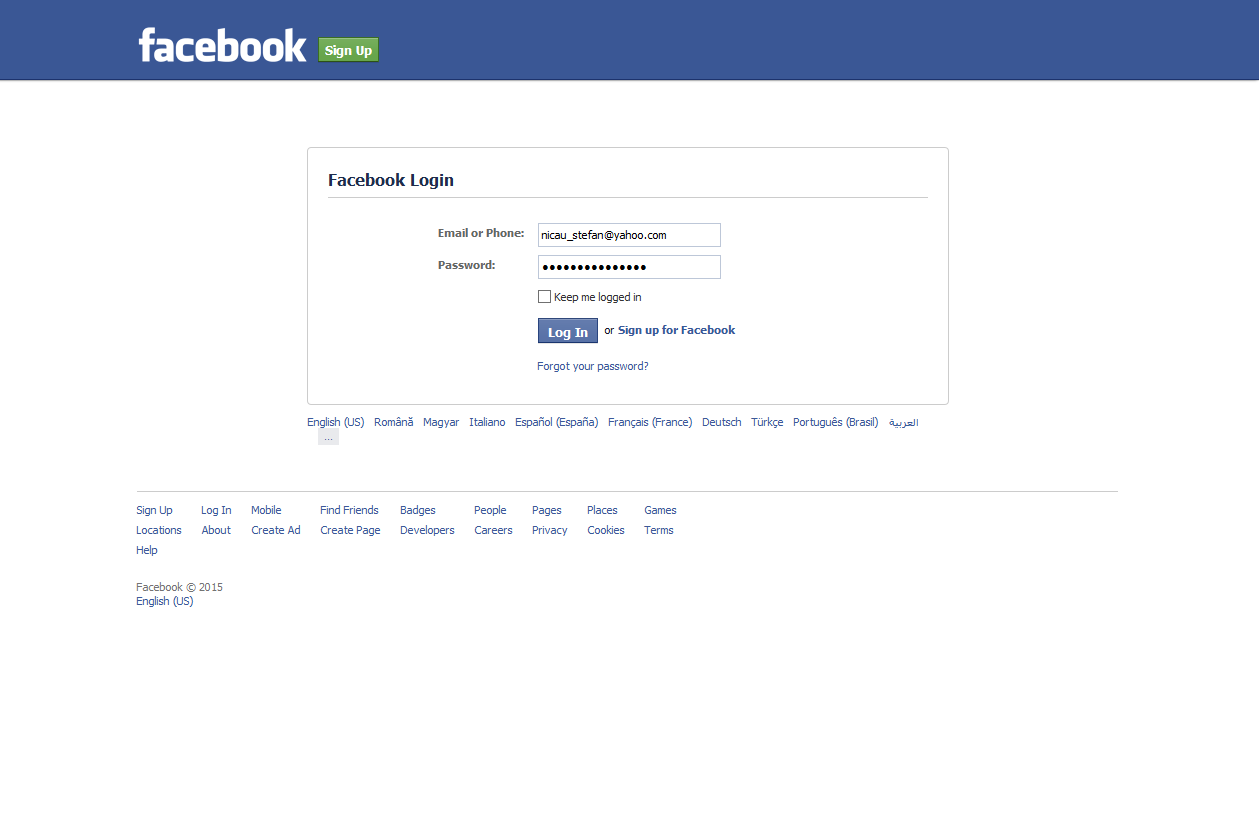 facebook Sign Up
Facebook Login
Email or Phone: nicau_stefan@yahoo.com
Password: •••••••••••••••
Keep me logged in
Log In or Sign up for Facebook
Forgot your password?
English (US) Română Magyar Italiano Español (España) Français (France) Deutsch Türkçe Português (Brasil) العربية
...
Sign Up Log In Mobile Find Friends Badges People Pages Places Games
Locations About Create Ad Create Page Developers Careers Privacy Cookies Terms
Help
Facebook © 2015
English (US)